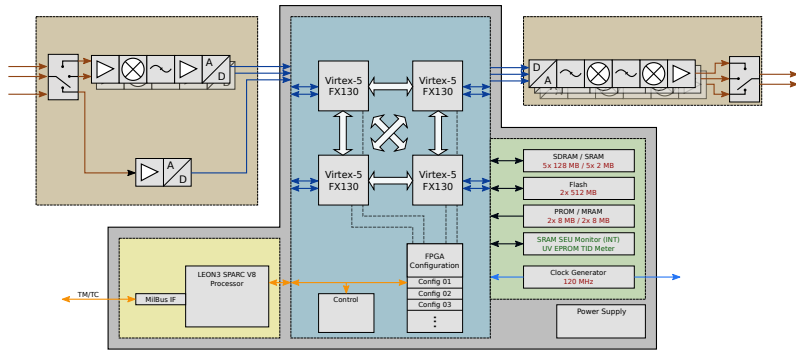 A
D
D
A
A
D
Virtex-5
FX130
Virtex-5
FX130
Virtex-5
FX130
Virtex-5
FX130
SDRAM / SRAM
5x 128 MB / 5x 2 MB
Flash
2x 512 MB
PROM / MRAM
2x 8 MB / 2x 8 MB
SRAM SEU Monitor (INT)
UV EPROM TID Meter
Clock Generator
120 MHz
Power Supply
FPGA
Configuration
Config 01
Config 02
Config 03
Control
LEON3 SPARC V8
Processor
MilBus IF
TM/TC